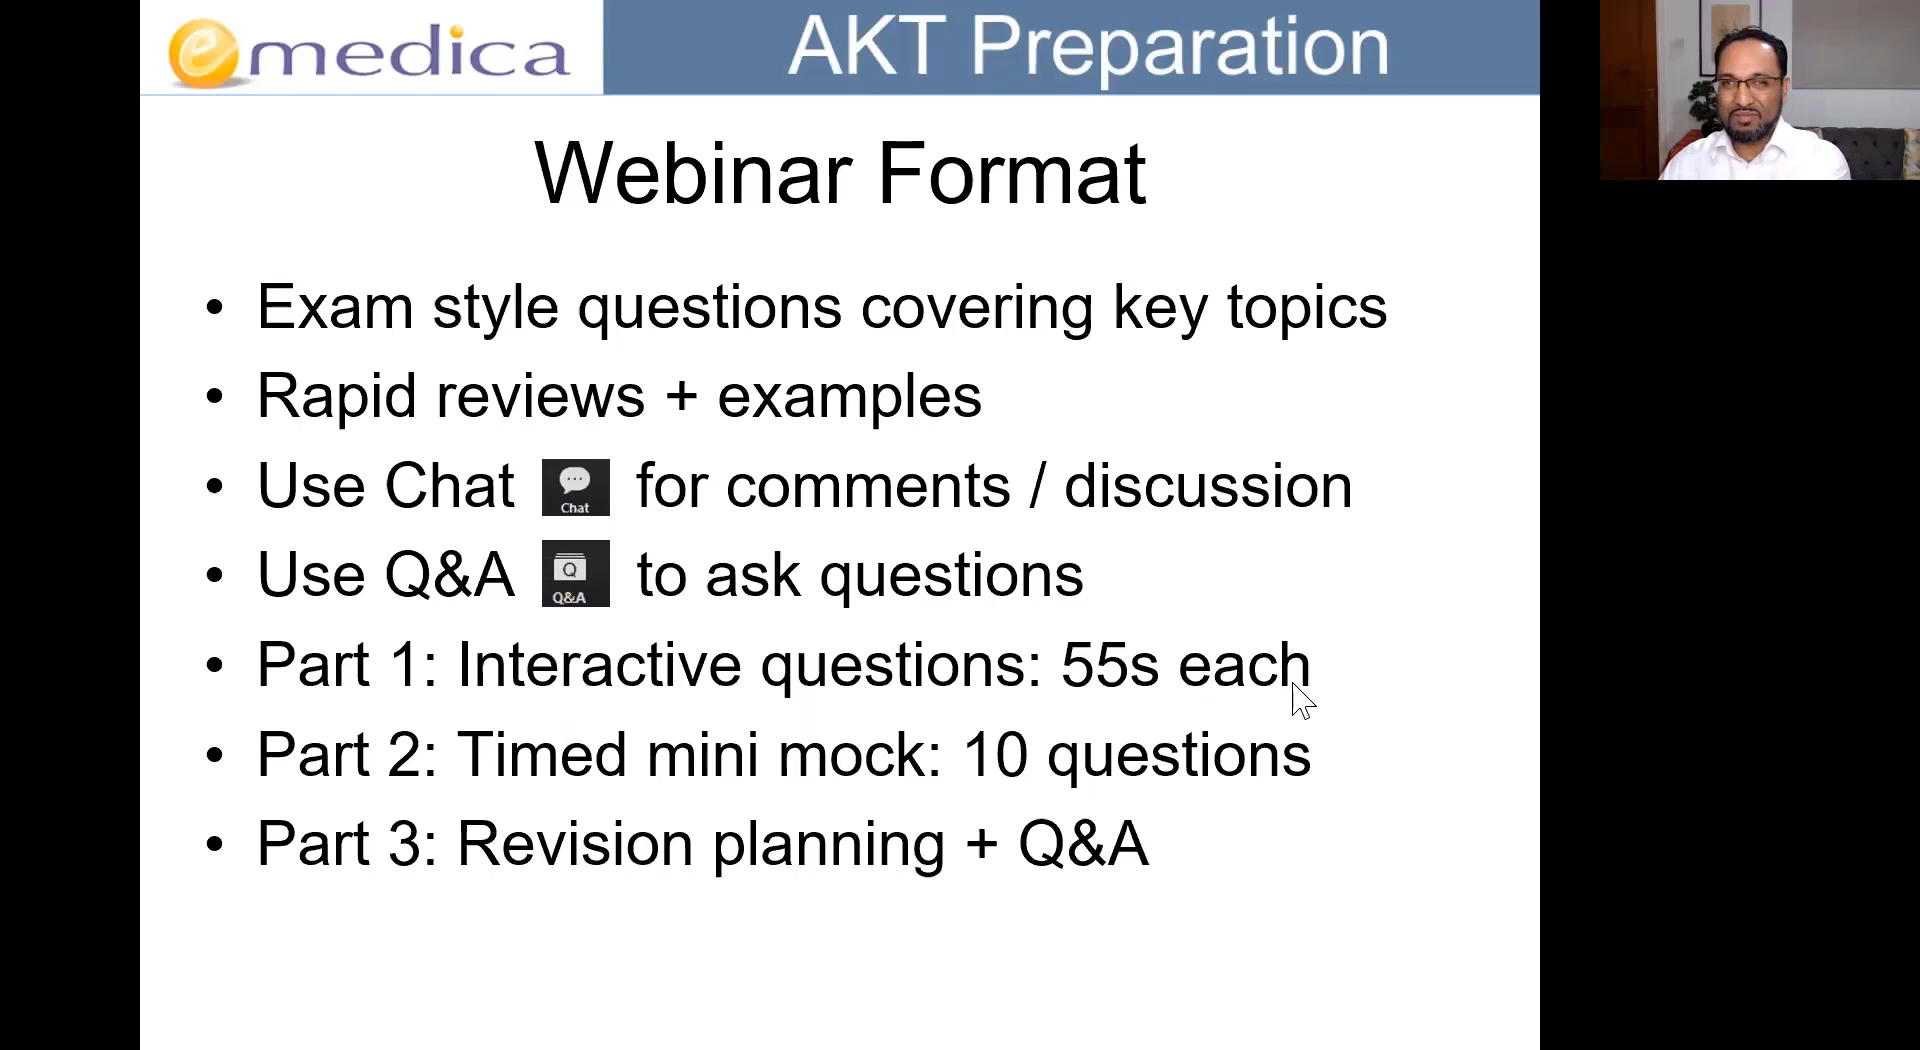 emedica
AKT Preparation
Webinar Format
• Exam style questions covering key topics
• Rapid reviews + examples
• Use Chat Chat for comments / discussion
• Use Q&A Q Q&A to ask questions
• Part 1: Interactive questions: 55s each
• Part 2: Timed mini mock: 10 questions
• Part 3: Revision planning + Q&A